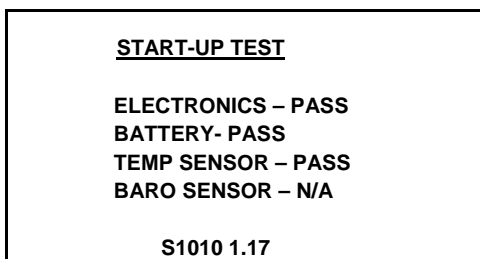 START-UP TEST
ELECTRONICS – PASS
BATTERY- PASS
TEMP SENSOR – PASS
BARO SENSOR – N/A
S1010 1.17